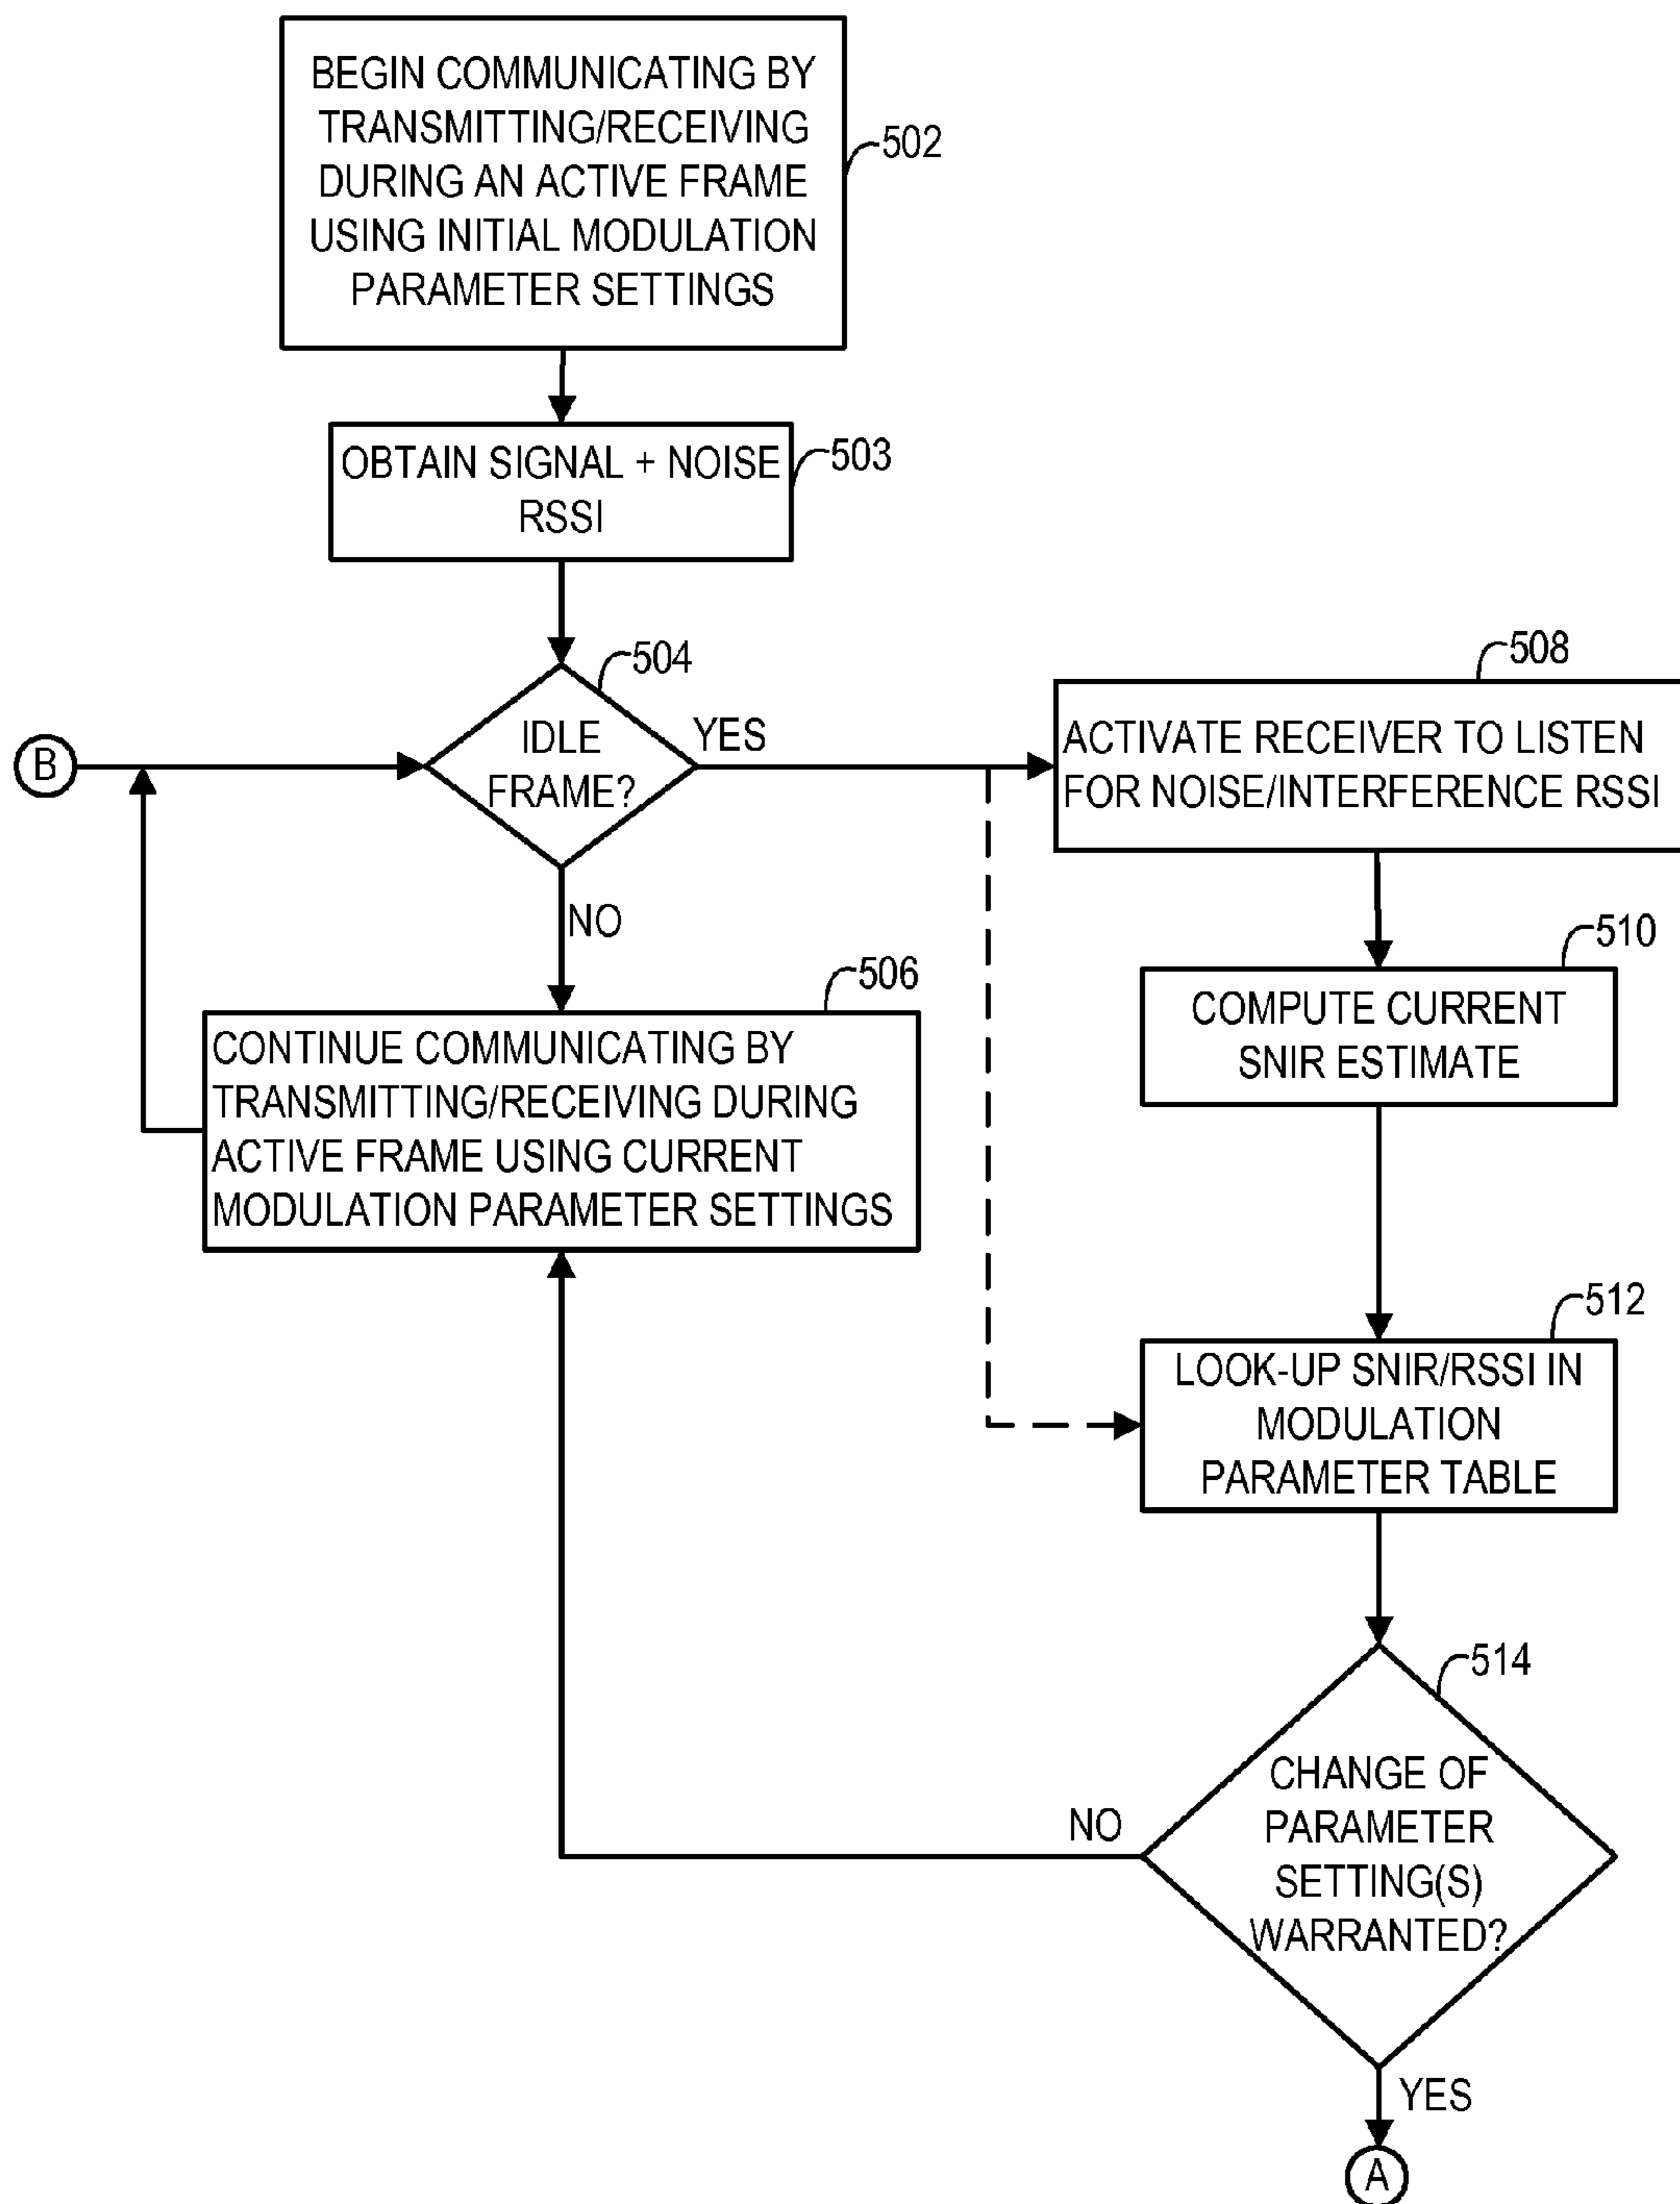 BEGIN COMMUNICATING BY
TRANSMITTING/RECEIVING
DURING AN ACTIVE FRAME
USING INITIAL MODULATION
PARAMETER SETTINGS
502
OBTAIN SIGNAL + NOISE
RSSI
503
504
IDLE
FRAME?
YES
B
NO
508
ACTIVATE RECEIVER TO LISTEN
FOR NOISE/INTERFERENCE RSSI
506
CONTINUE COMMUNICATING BY
TRANSMITTING/RECEIVING DURING
ACTIVE FRAME USING CURRENT
MODULATION PARAMETER SETTINGS
510
COMPUTE CURRENT
SNIR ESTIMATE
512
LOOK-UP SNIR/RSSI IN
MODULATION
PARAMETER TABLE
514
CHANGE OF
PARAMETER
SETTING(S)
WARRANTED?
NO
YES
A